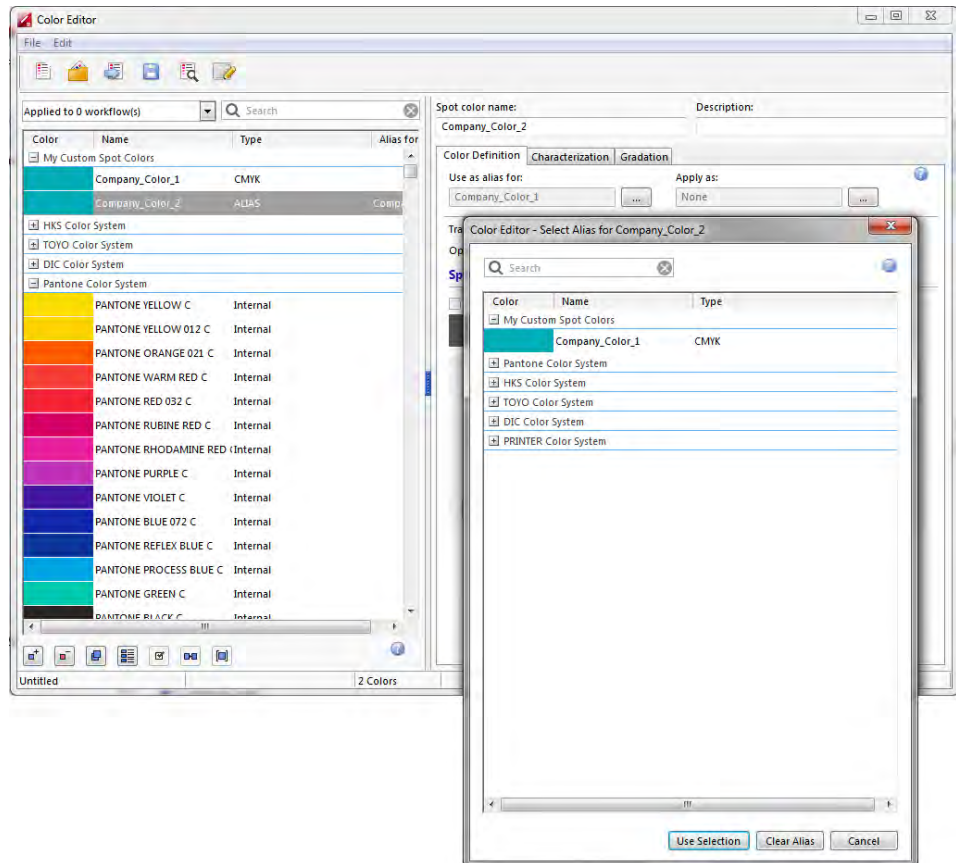 Color Editor
File Edit
Applied to 0 workflow(s) Search
Color Name Type Alias for
My Custom Spot Colors
Company_Color_1 CMYK
Company_Color_2 ALIAS
HKS Color System
TOYO Color System
DIC Color System
Pantone Color System
PANTONE YELLOW C Internal
PANTONE YELLOW 012 C Internal
PANTONE ORANGE 021 C Internal
PANTONE WARM RED C Internal
PANTONE RED 032 C Internal
PANTONE RUBINE RED C Internal
PANTONE RHODAMINE RED Internal
PANTONE PURPLE C Internal
PANTONE VIOLET C Internal
PANTONE BLUE 072 C Internal
PANTONE REFLEX BLUE C Internal
PANTONE PROCESS BLUE C Internal
PANTONE GREEN C Internal
PANTONE BLACK C Internal
Untitled 2 Colors
Spot color name: Description:
Company_Color_2
Color Definition Characterization Gradation
Use as alias for: Apply as:
Company_Color_1 ... None ...
Color Editor - Select Alias for Company_Color_2
Search
Color Name Type
My Custom Spot Colors
Company_Color_1 CMYK
Pantone Color System
HKS Color System
TOYO Color System
DIC Color System
PRINTER Color System
Use Selection Clear Alias Cancel